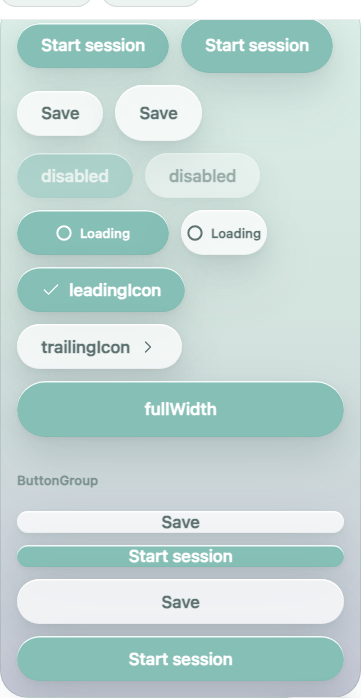 Start session Start session
Save Save
disabled disabled
Loading Loading
leadingIcon
trailingIcon
fullWidth
ButtonGroup
Save
Start session
Save
Start session